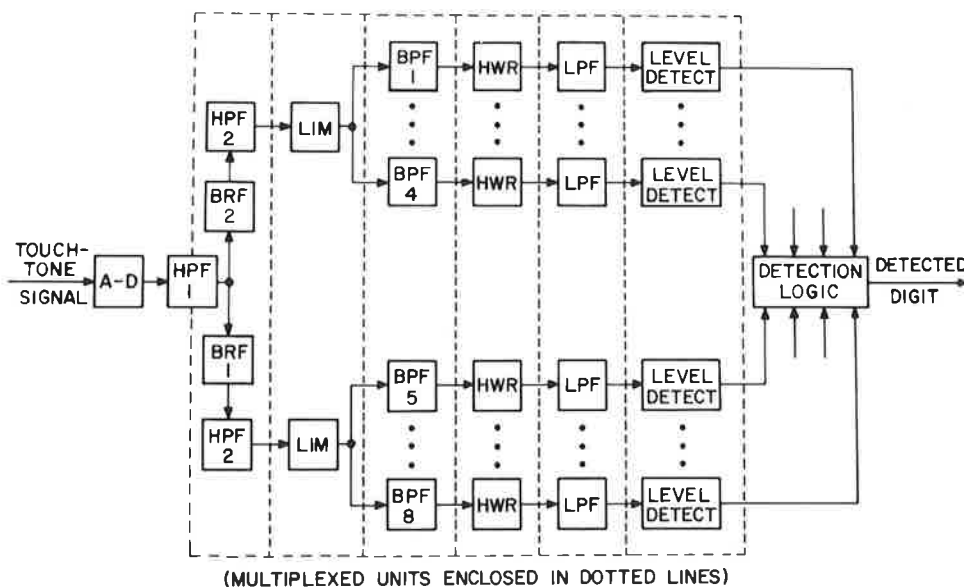 BPF
1
HWR
LPF
LEVEL
DETECT
HPF
2
LIM
BPF
4
HWR
LPF
LEVEL
DETECT
BRF
2
TOUCH-
TONE
SIGNAL
A-D
HPF
1
DETECTION
LOGIC
DETECTED
DIGIT
BRF
1
BPF
5
HWR
LPF
LEVEL
DETECT
HPF
2
LIM
BPF
8
HWR
LPF
LEVEL
DETECT
(MULTIPLEXED UNITS ENCLOSED IN DOTTED LINES)